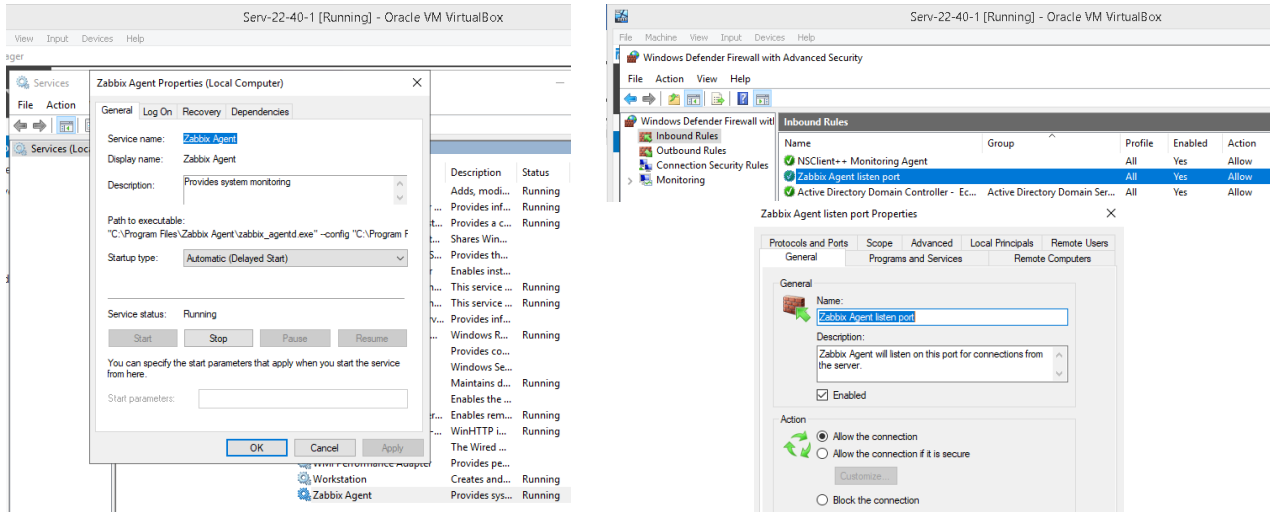 Serv-22-40-1 [Running] - Oracle VM VirtualBox
View Input Devices Help
Services
File Action
Services (Loc
Zabbix Agent Properties (Local Computer)
General Log On Recovery Dependencies
Service name: Zabbix Agent
Display name: Zabbix Agent
Description: Provides system monitoring
Path to executable:
"C:\Program Files\Zabbix Agent\zabbix_agentd.exe" --config "C:\Program F
Startup type: Automatic (Delayed Start)
Service status: Running
Start Stop Pause Resume
You can specify the start parameters that apply when you start the service
from here.
Start parameters:
OK Cancel Apply
Description Status
Adds, modi... Running
Provides inf... Running
Provides a c... Running
Shares Win...
Provides th...
Enables inst...
This service ... Running
This service ... Running
Provides inf...
Windows R... Running
Provides co...
Windows Se...
Maintains d... Running
Enables the ...
Enables rem... Running
WinHTTP i... Running
The Wired ...
WMI Performance Adapter Provides pe...
Workstation Creates and... Running
Zabbix Agent Provides sys... Running
Serv-22-40-1 [Running] - Oracle VM VirtualBox
File Machine View Input Devices Help
Windows Defender Firewall with Advanced Security
File Action View Help
Windows Defender Firewall witl
Inbound Rules
Outbound Rules
Connection Security Rules
Monitoring
Inbound Rules
Name Group Profile Enabled Action
NSClient++ Monitoring Agent All Yes Allow
Zabbix Agent listen port All Yes Allow
Active Directory Domain Controller - Ec... Active Directory Domain Ser... All Yes Allow
Zabbix Agent listen port Properties
Protocols and Ports Scope Advanced Local Principals Remote Users
General Programs and Services Remote Computers
General
Name:
Zabbix Agent listen port
Description:
Zabbix Agent will listen on this port for connections from
the server.
Enabled
Action
Allow the connection
Allow the connection if it is secure
Customize...
Block the connection